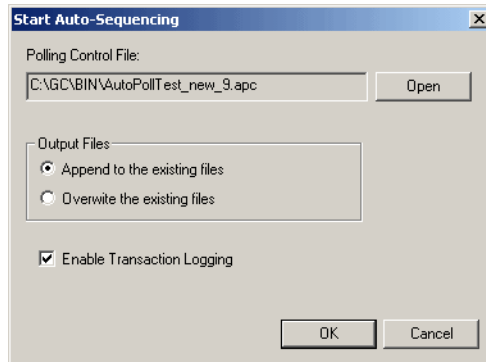 Start Auto-Sequencing
Polling Control File:
C:\GC\BIN\AutoPollTest_new_9.apc
Open
Output Files
Append to the existing files
Overwite the existing files
Enable Transaction Logging
OK
Cancel